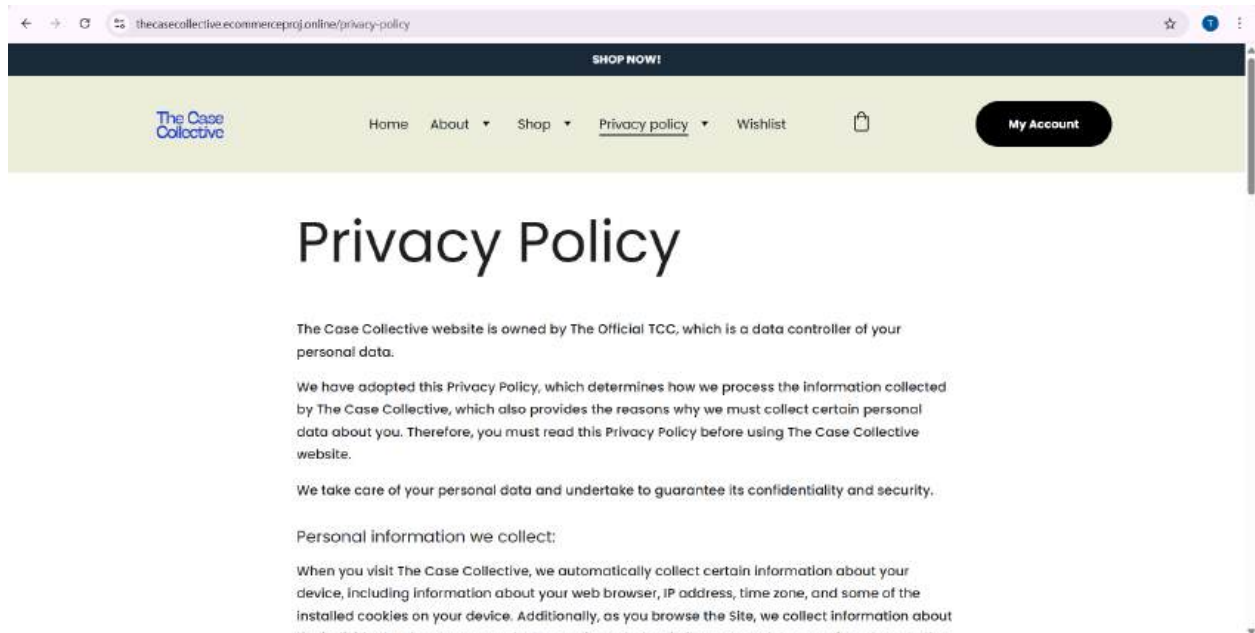 thecasecollective.ecommerceproj.online/privacy-policy
T
SHOP NOW!
The Case
Collective
Home About Shop Privacy policy Wishlist My Account
Privacy Policy
The Case Collective website is owned by The Official TCC, which is a data controller of your
personal data.
We have adopted this Privacy Policy, which determines how we process the information collected
by The Case Collective, which also provides the reasons why we must collect certain personal
data about you. Therefore, you must read this Privacy Policy before using The Case Collective
website.
We take care of your personal data and undertake to guarantee its confidentiality and security.
Personal information we collect:
When you visit The Case Collective, we automatically collect certain information about your
device, including information about your web browser, IP address, time zone, and some of the
installed cookies on your device. Additionally, as you browse the Site, we collect information about